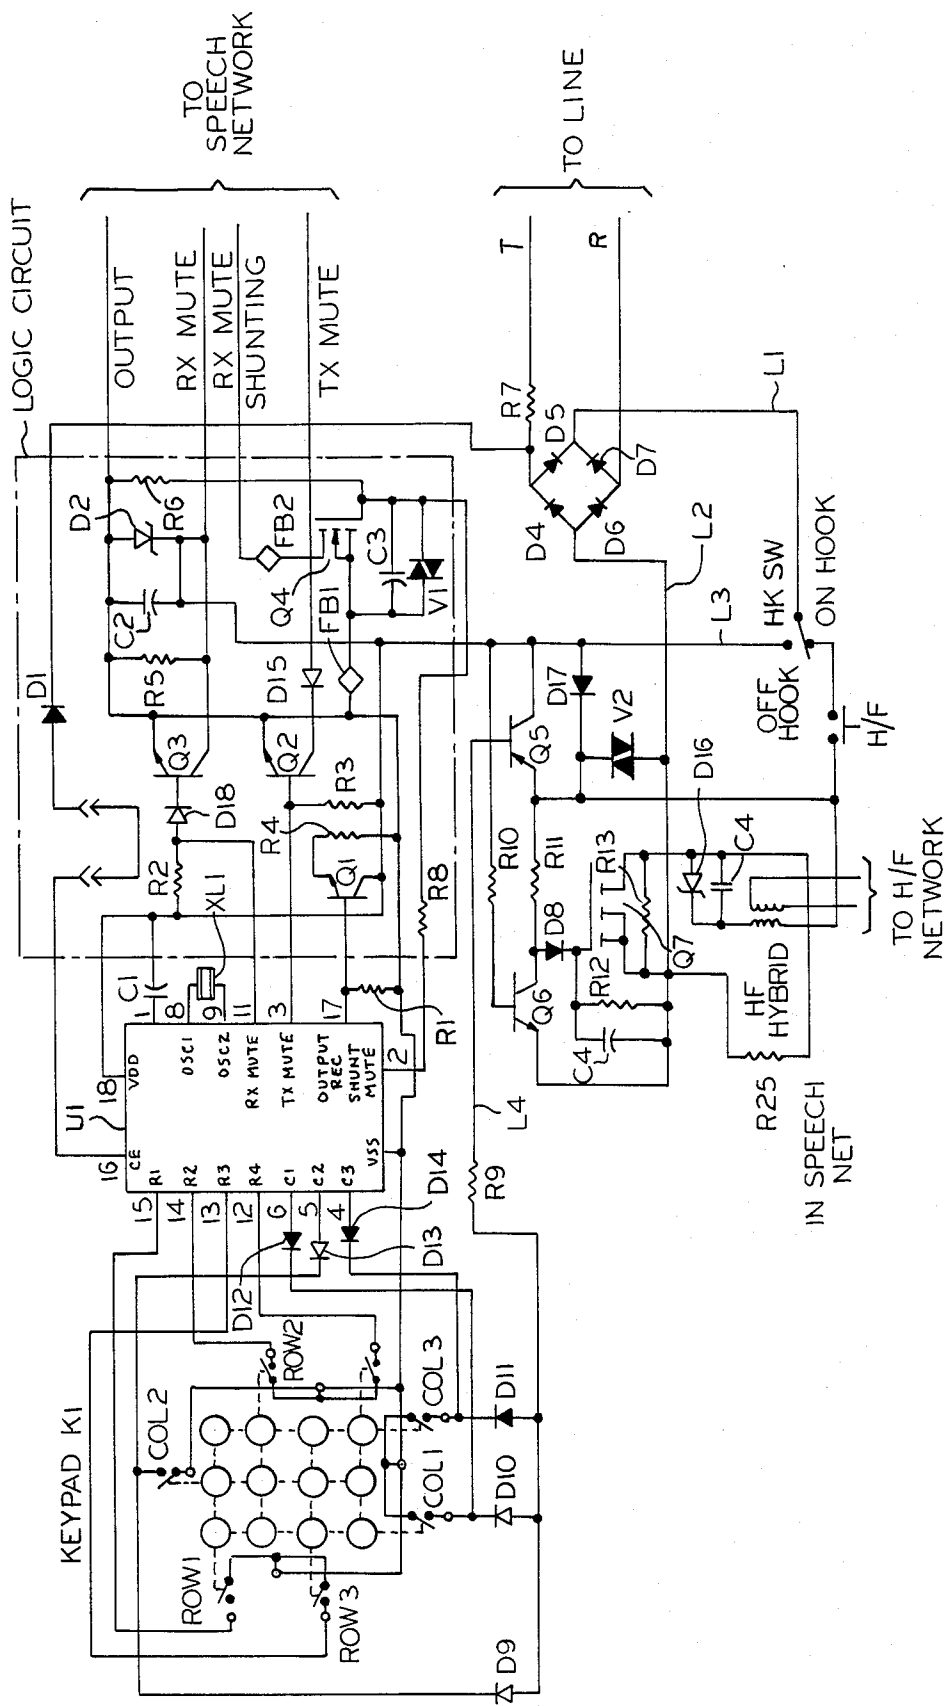 LOGIC CIRCUIT
TO
SPEECH
NETWORK
OUTPUT
RX MUTE
RX MUTE
SHUNTING
TX MUTE
D1
D2
C2
R5
R6
Q3
D18
R2
XL1
C1
Q2
D15
FB2
Q4
FB1
C3
V1
R3
R4
Q1
R8
R1
U1
16
CE
18
VDD
1
8
OSC1
9
OSC2
11
RX MUTE
3
TX MUTE
17
OUTPUT
REC
SHUNT
MUTE
2
VSS
15
R1
14
R2
13
R3
12
R4
6
C1
5
C2
4
C3
D12
D13
D14
KEYPAD K1
COL2
ROW1
ROW2
ROW3
COL1
COL3
D9
D10
D11
R9
L4
R10
R11
Q5
Q6
D8
D17
V2
R12
R13
Q7
C4
D16
C4
HF
HYBRID
R25
IN SPEECH
NET
TO H/F
NETWORK
H/F
OFF
HOOK
HK SW
ON HOOK
L3
L2
L1
D4
D5
D6
D7
R7
T
R
TO LINE